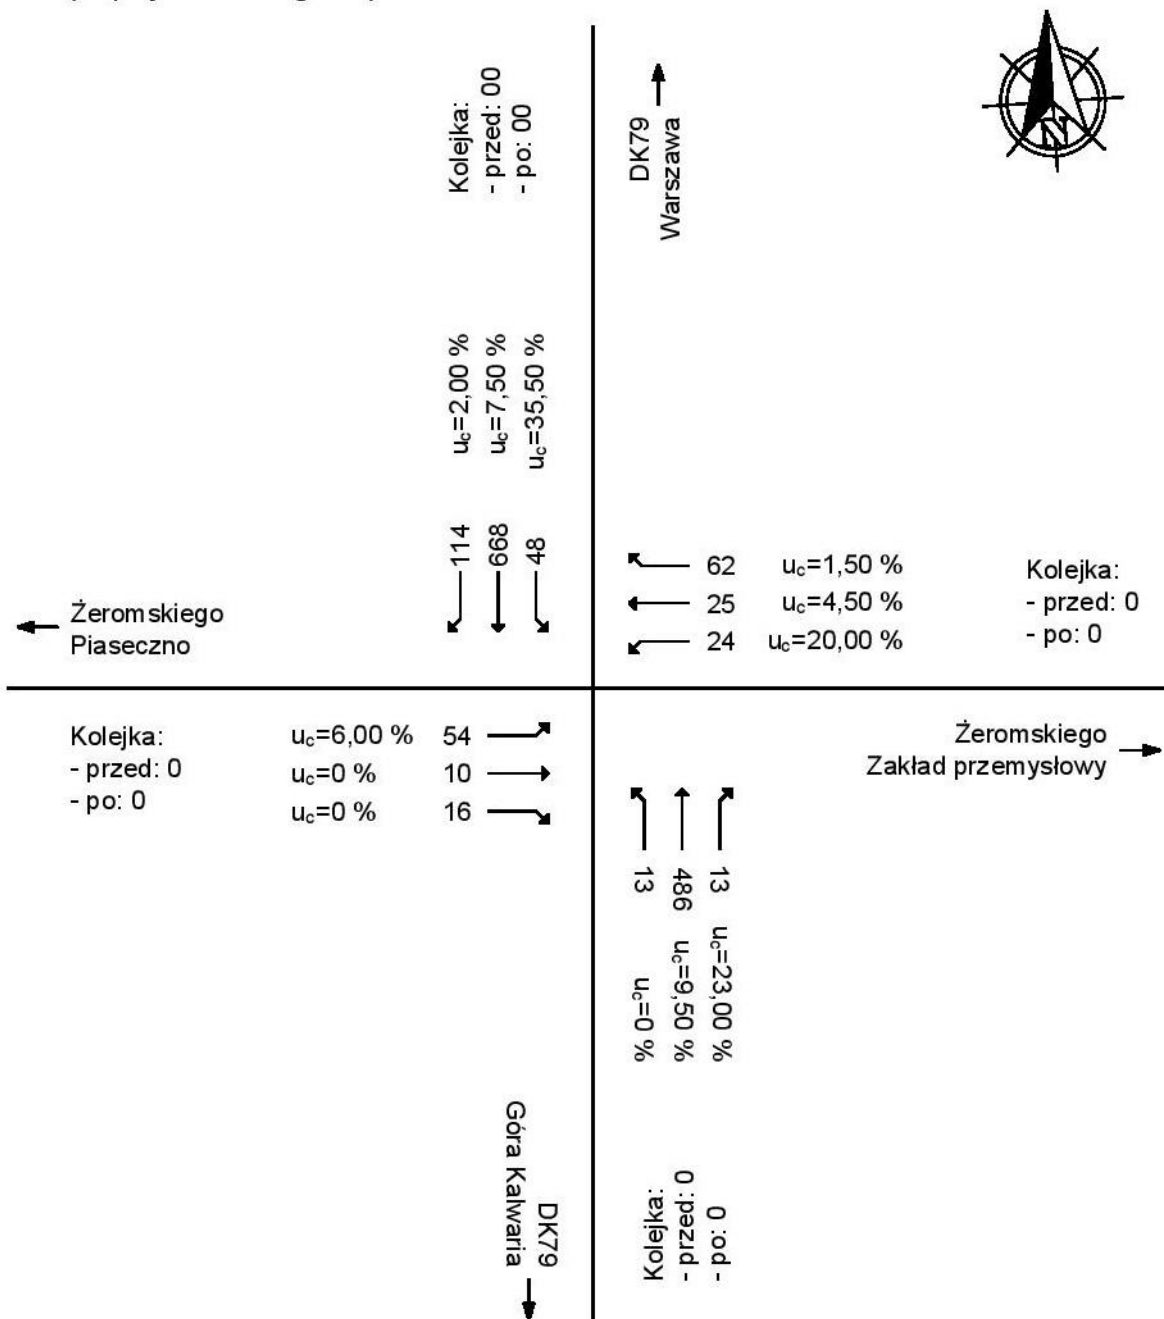 Kolejka:
- przed: 00
- po: 00
DK79
Warszawa
N
uc=2,00 %
uc=7,50 %
uc=35,50 %
114
668
48
62 uc=1,50 %
25 uc=4,50 %
24 uc=20,00 %
Kolejka:
- przed: 0
- po: 0
Żeromskiego
Piaseczno
Kolejka:
- przed: 0
- po: 0
uc=6,00 % 54
uc=0 % 10
uc=0 % 16
Żeromskiego
Zakład przemysłowy
13 uc=0 %
486 uc=9,50 %
13 uc=23,00 %
DK79
Góra Kalwaria
Kolejka:
- przed: 0
- po: 0